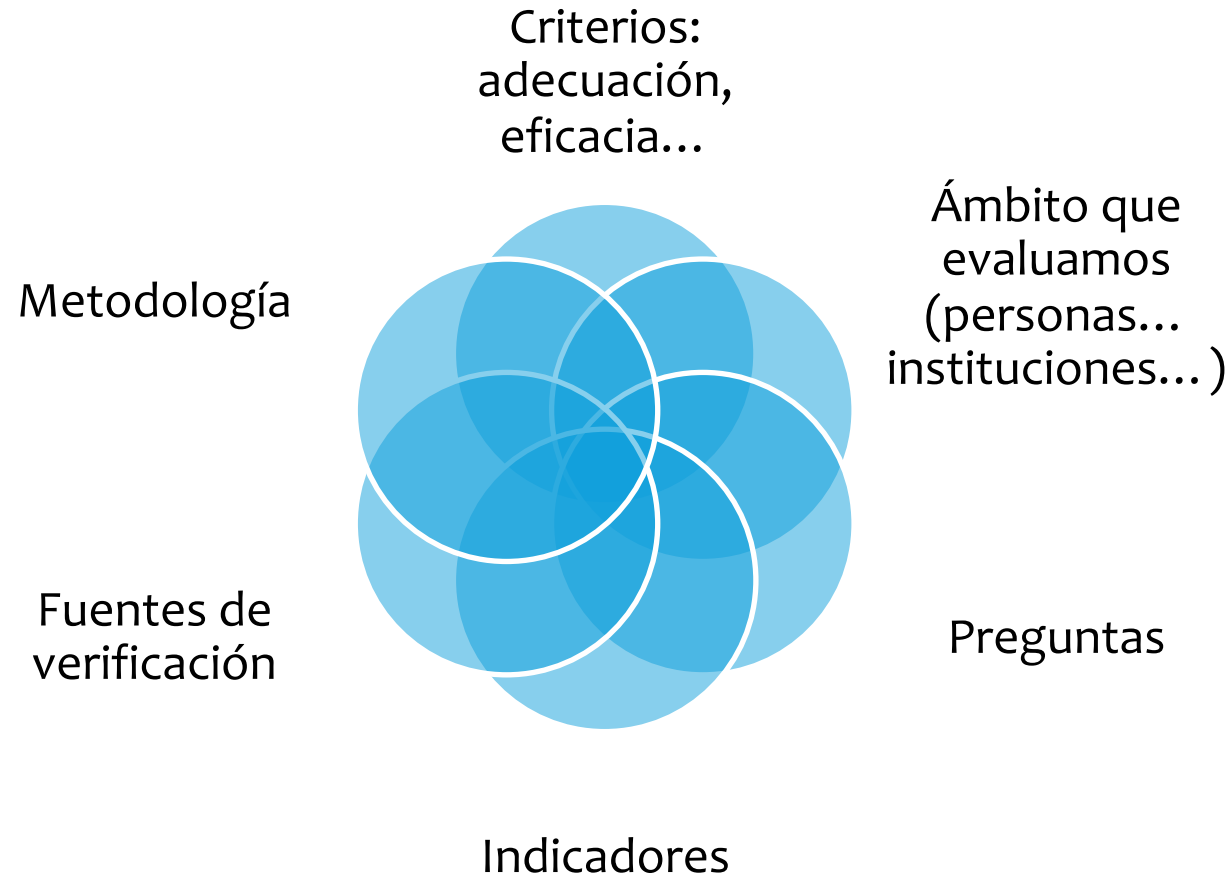 Criterios:
adecuación,
eficacia...
Ámbito que
evaluamos
(personas...
instituciones... )
Metodología
Fuentes de
verificación
Preguntas
Indicadores